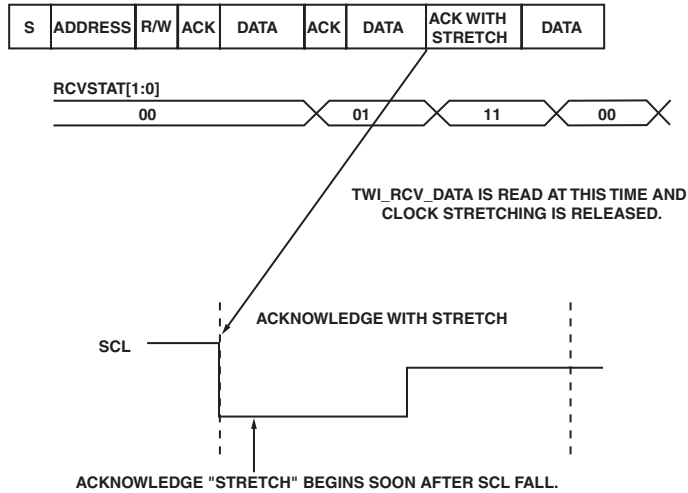 S ADDRESS R/W ACK DATA ACK DATA ACK WITH STRETCH DATA
RCVSTAT[1:0]
00 01 11 00
TWI_RCV_DATA IS READ AT THIS TIME AND
CLOCK STRETCHING IS RELEASED.
ACKNOWLEDGE WITH STRETCH
SCL
ACKNOWLEDGE "STRETCH" BEGINS SOON AFTER SCL FALL.